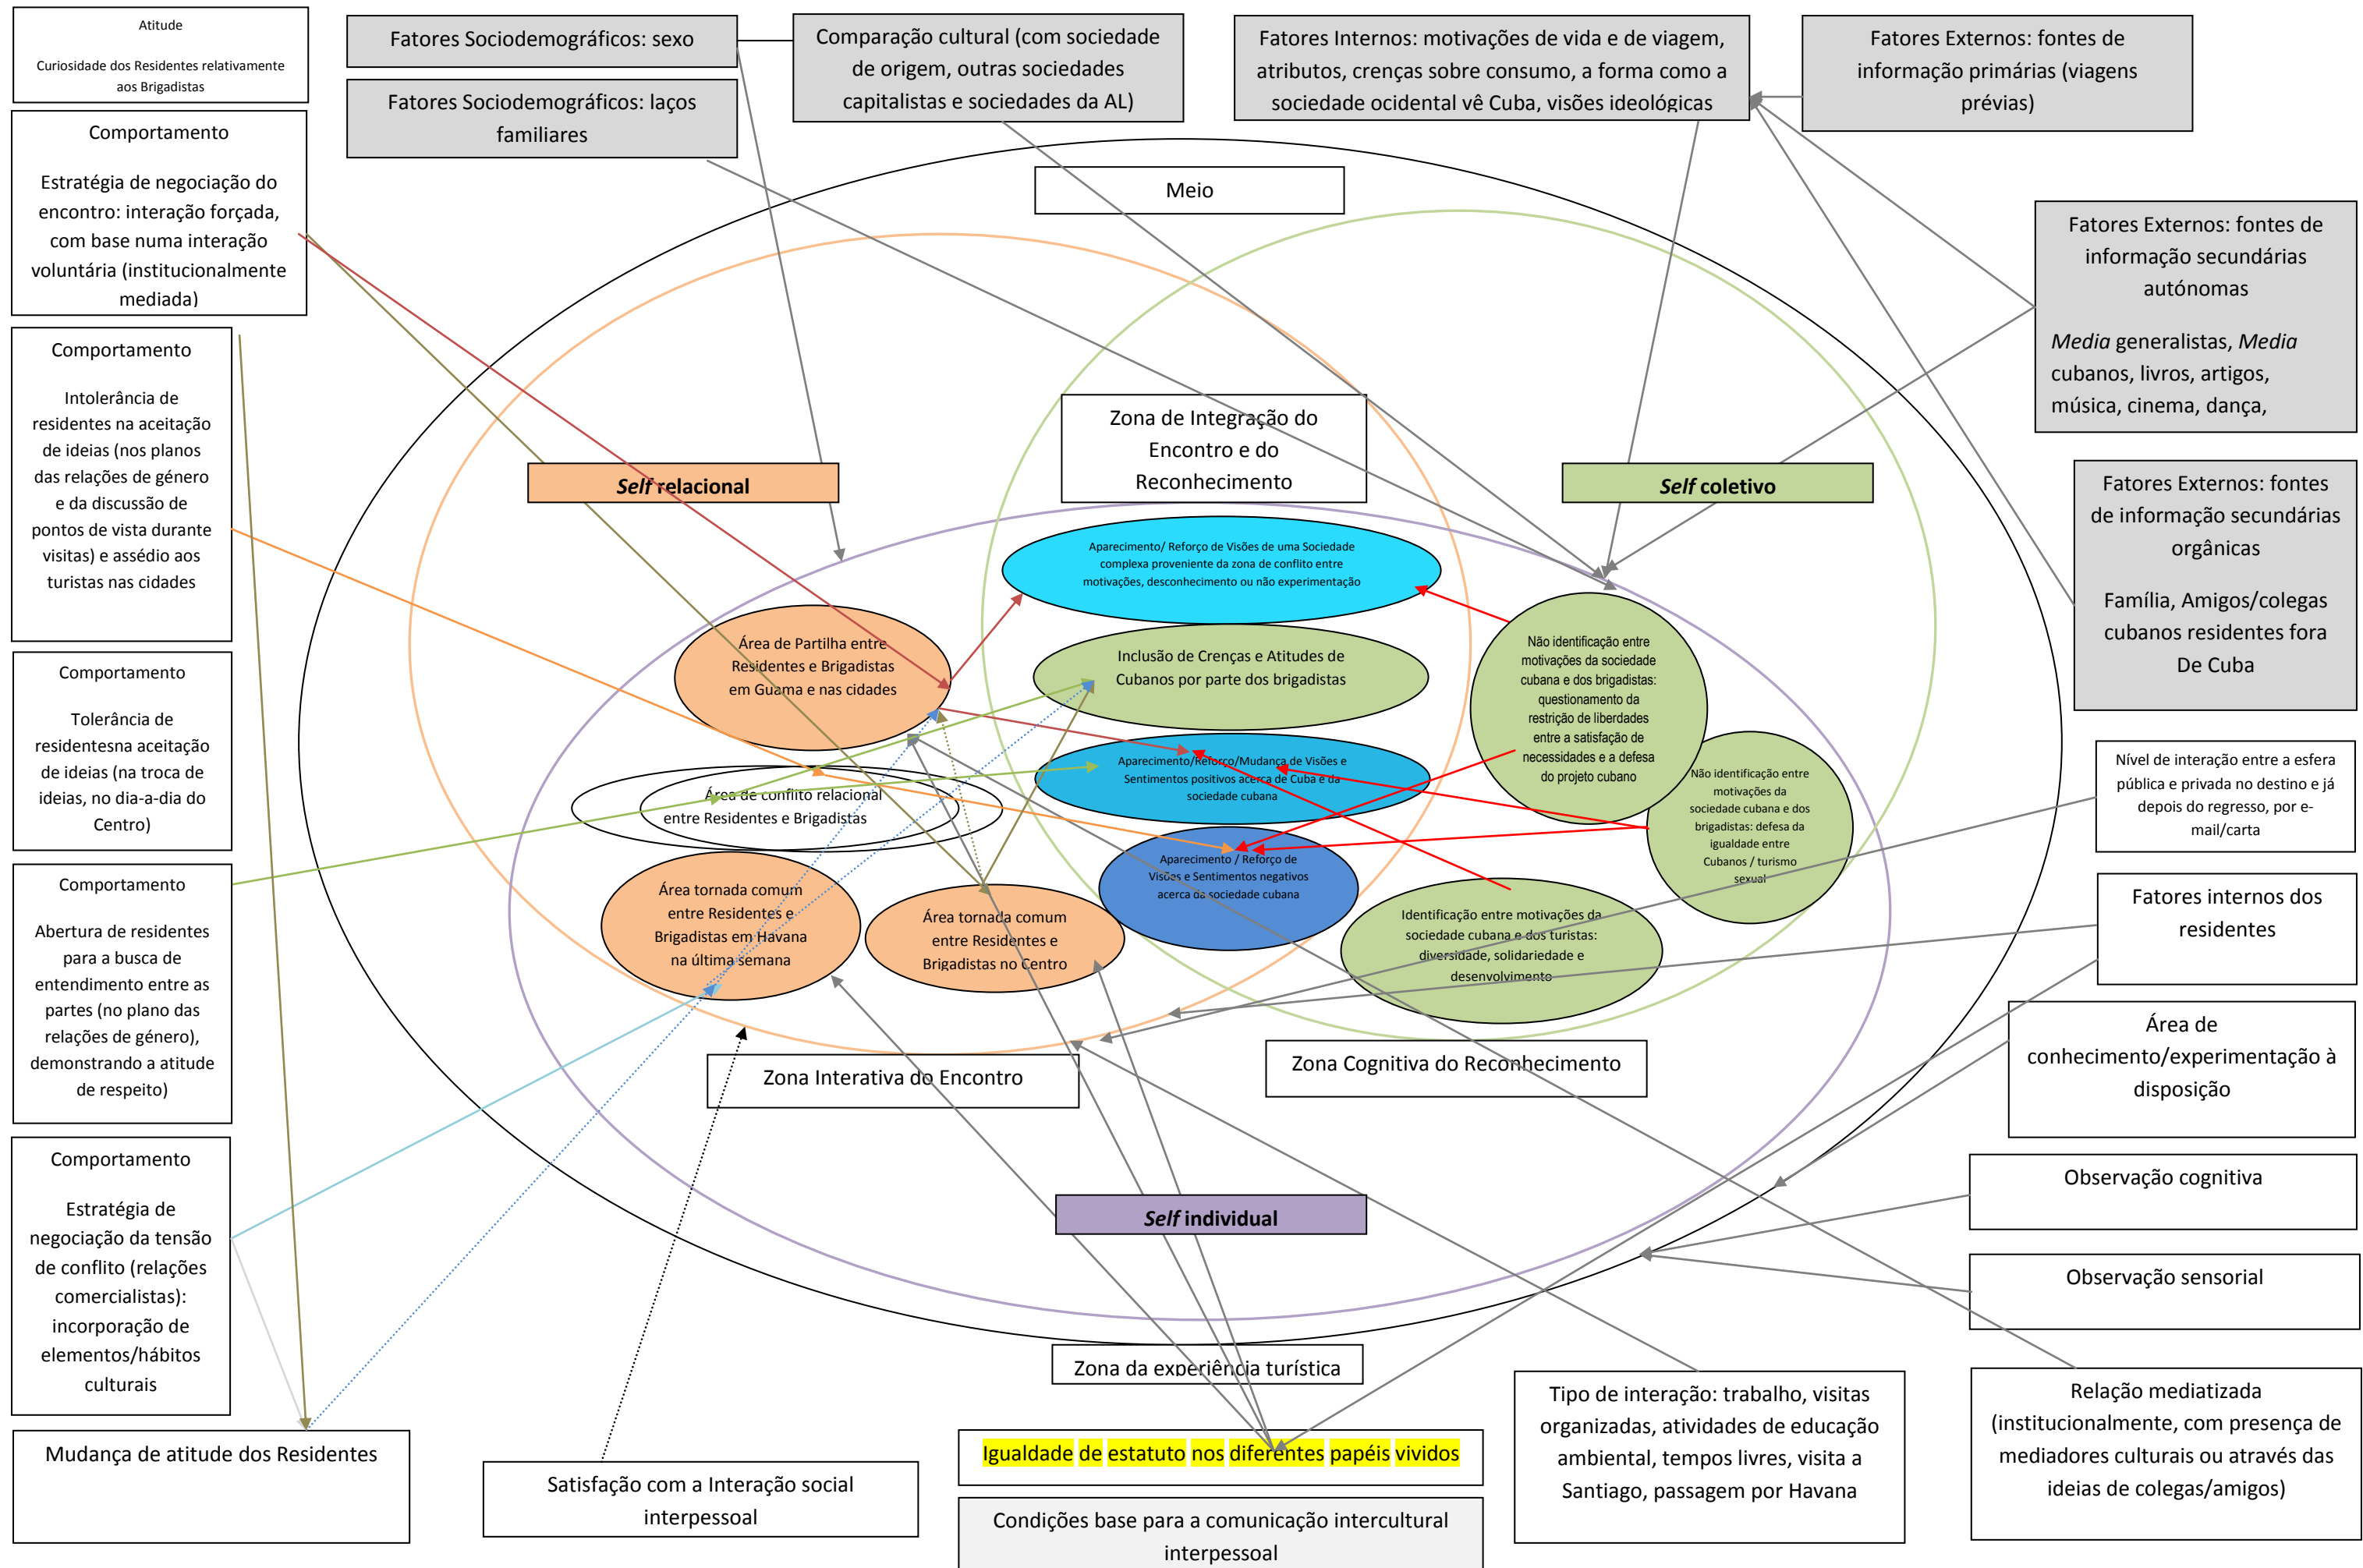 Atitude
Curiosidade dos Residentes relativamente
aos Brigadistas
Fatores Sociodemográficos: sexo
Fatores Sociodemográficos: laços
familiares
Comparação cultural (com sociedade
de origem, outras sociedades
capitalistas e sociedades da AL)
Fatores Internos: motivações de vida e de viagem,
atributos, crenças sobre consumo, a forma como a
sociedade ocidental vê Cuba, visões ideológicas
Fatores Externos: fontes de
informação primárias (viagens
prévias)
Comportamento
Estratégia de negociação do
encontro: interação forçada,
com base numa interação
voluntária (institucionalmente
mediada)
Meio
Fatores Externos: fontes de
informação secundárias
autónomas
Media generalistas, Media
cubanos, livros, artigos,
música, cinema, dança,
Comportamento
Intolerância de
residentes na aceitação
de ideias (nos planos
das relações de género
e da discussão de
pontos de vista durante
visitas) e assédio aos
turistas nas cidades
Zona de Integração do
Encontro e do
Reconhecimento
Self relacional
Self coletivo
Fatores Externos: fontes
de informação secundárias
orgânicas
Família, Amigos/colegas
cubanos residentes fora
De Cuba
Aparecimento/ Reforço de Visões de uma Sociedade
complexa proveniente da zona de conflito entre
motivações, desconhecimento ou não experimentação
Área de Partilha entre
Residentes e Brigadistas
em Guama e nas cidades
Inclusão de Crenças e Atitudes de
Cubanos por parte dos brigadistas
Não identificação entre
motivações da sociedade
cubana e dos brigadistas:
questionamento da
restrição de liberdades
entre a satisfação de
necessidades e a defesa
do projeto cubano
Comportamento
Tolerância de
residentesna aceitação
de ideias (na troca de
ideias, no dia-a-dia do
Centro)
Aparecimento/Reforço/Mudança de Visões e
Sentimentos positivos acerca de Cuba e da
sociedade cubana
Não identificação entre
motivações da
sociedade cubana e dos
brigadistas: defesa da
igualdade entre
Cubanos / turismo
sexual
Nível de interação entre a esfera
pública e privada no destino e já
depois do regresso, por e-
mail/carta
Área de conflito relacional
entre Residentes e Brigadistas
Aparecimento / Reforço de
Visões e Sentimentos negativos
acerca da sociedade cubana
Comportamento
Abertura de residentes
para a busca de
entendimento entre as
partes (no plano das
relações de género),
demonstrando a atitude
de respeito)
Área tornada comum
entre Residentes e
Brigadistas em Havana
na última semana
Área tornada comum
entre Residentes e
Brigadistas no Centro
Identificação entre motivações da
sociedade cubana e dos turistas:
diversidade, solidariedade e
desenvolvimento
Fatores internos dos
residentes
Área de
conhecimento/experimentação à
disposição
Zona Interativa do Encontro
Zona Cognitiva do Reconhecimento
Comportamento
Estratégia de
negociação da tensão
de conflito (relações
comercialistas):
incorporação de
elementos/hábitos
culturais
Observação cognitiva
Self individual
Observação sensorial
Zona da experiência turística
Mudança de atitude dos Residentes
Satisfação com a Interação social
interpessoal
Igualdade de estatuto nos diferentes papéis vividos
Condições base para a comunicação intercultural
interpessoal
Tipo de interação: trabalho, visitas
organizadas, atividades de educação
ambiental, tempos livres, visita a
Santiago, passagem por Havana
Relação mediatizada
(institucionalmente, com presença de
mediadores culturais ou através das
ideias de colegas/amigos)